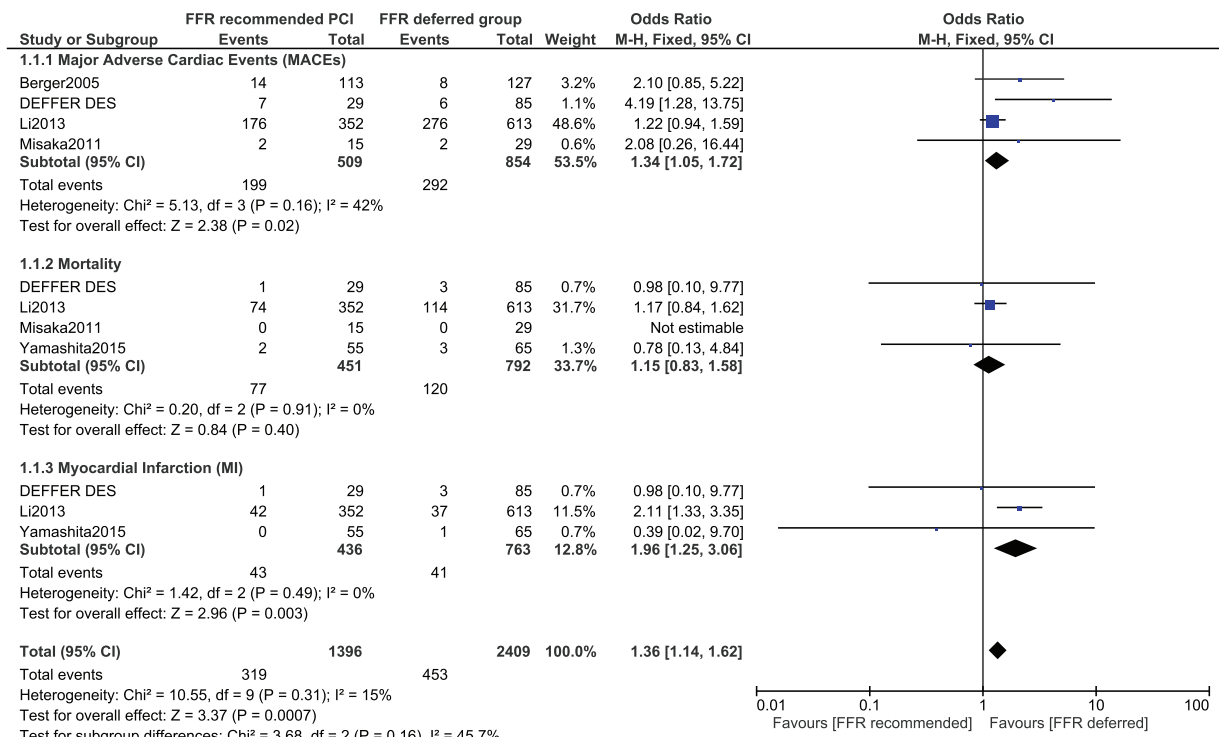 FFR recommended PCI FFR deferred group Odds Ratio Odds Ratio
Study or Subgroup Events Total Events Total Weight M-H, Fixed, 95% CI M-H, Fixed, 95% CI
1.1.1 Major Adverse Cardiac Events (MACEs)
Berger2005 14 113 8 127 3.2% 2.10 [0.85, 5.22]
DEFFER DES 7 29 6 85 1.1% 4.19 [1.28, 13.75]
Li2013 176 352 276 613 48.6% 1.22 [0.94, 1.59]
Misaka2011 2 15 2 29 0.6% 2.08 [0.26, 16.44]
Subtotal (95% CI) 509 854 53.5% 1.34 [1.05, 1.72]
Total events 199 292
Heterogeneity: Chi² = 5.13, df = 3 (P = 0.16); I² = 42%
Test for overall effect: Z = 2.38 (P = 0.02)
1.1.2 Mortality
DEFFER DES 1 29 3 85 0.7% 0.98 [0.10, 9.77]
Li2013 74 352 114 613 31.7% 1.17 [0.84, 1.62]
Misaka2011 0 15 0 29 Not estimable
Yamashita2015 2 55 3 65 1.3% 0.78 [0.13, 4.84]
Subtotal (95% CI) 451 792 33.7% 1.15 [0.83, 1.58]
Total events 77 120
Heterogeneity: Chi² = 0.20, df = 2 (P = 0.91); I² = 0%
Test for overall effect: Z = 0.84 (P = 0.40)
1.1.3 Myocardial Infarction (MI)
DEFFER DES 1 29 3 85 0.7% 0.98 [0.10, 9.77]
Li2013 42 352 37 613 11.5% 2.11 [1.33, 3.35]
Yamashita2015 0 55 1 65 0.7% 0.39 [0.02, 9.70]
Subtotal (95% CI) 436 763 12.8% 1.96 [1.25, 3.06]
Total events 43 41
Heterogeneity: Chi² = 1.42, df = 2 (P = 0.49); I² = 0%
Test for overall effect: Z = 2.96 (P = 0.003)
Total (95% CI) 1396 2409 100.0% 1.36 [1.14, 1.62]
Total events 319 453
Heterogeneity: Chi² = 10.55, df = 9 (P = 0.31); I² = 15%
Test for overall effect: Z = 3.37 (P = 0.0007)
Test for subgroup differences: Chi² = 3.68, df = 2 (P = 0.16), I² = 45.7%
0.01 0.1 1 10 100
Favours [FFR recommended] Favours [FFR deferred]